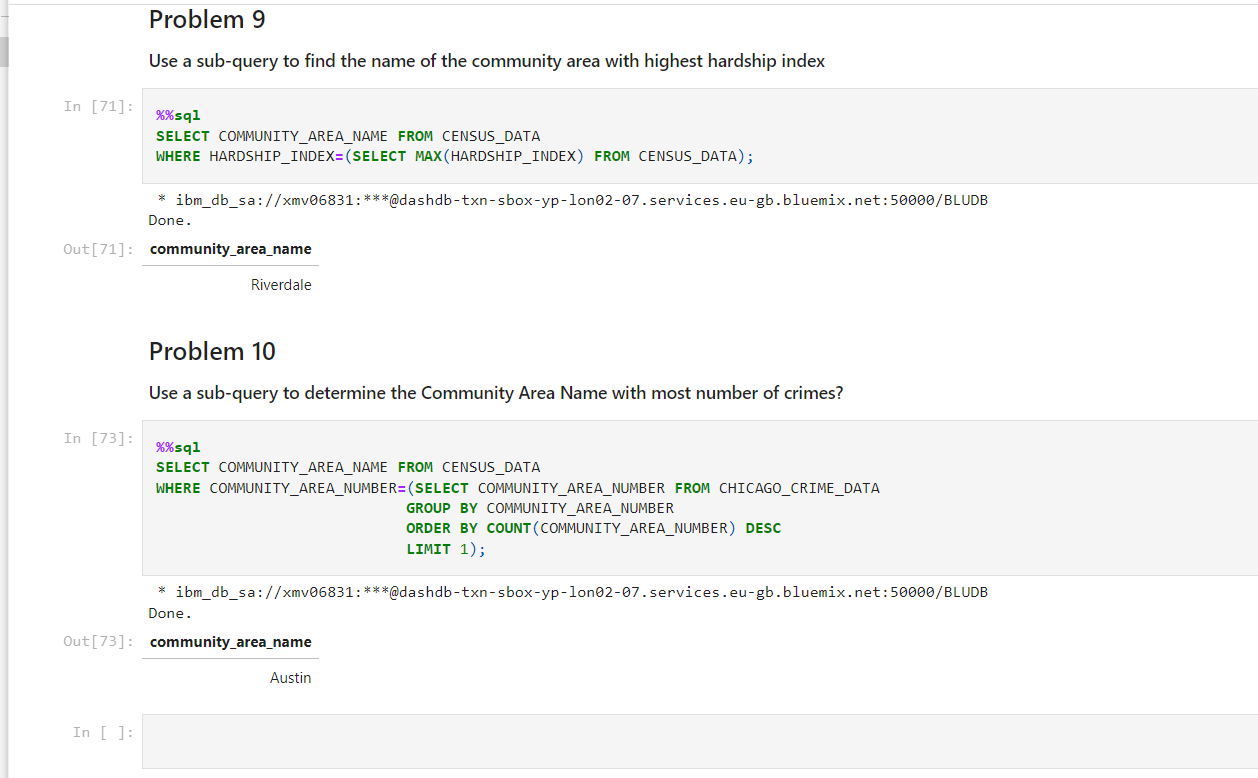 Problem 9
Use a sub-query to find the name of the community area with highest hardship index
In [71]:
%%sql
SELECT COMMUNITY_AREA_NAME FROM CENSUS_DATA
WHERE HARDSHIP_INDEX=(SELECT MAX(HARDSHIP_INDEX) FROM CENSUS_DATA);
* ibm_db_sa://xmv06831:***@dashdb-txn-sbox-yp-lon02-07.services.eu-gb.bluemix.net:50000/BLUDB
Done.
Out[71]: community_area_name
Riverdale
Problem 10
Use a sub-query to determine the Community Area Name with most number of crimes?
In [73]:
%%sql
SELECT COMMUNITY_AREA_NAME FROM CENSUS_DATA
WHERE COMMUNITY_AREA_NUMBER=(SELECT COMMUNITY_AREA_NUMBER FROM CHICAGO_CRIME_DATA
GROUP BY COMMUNITY_AREA_NUMBER
ORDER BY COUNT(COMMUNITY_AREA_NUMBER) DESC
LIMIT 1);
* ibm_db_sa://xmv06831:***@dashdb-txn-sbox-yp-lon02-07.services.eu-gb.bluemix.net:50000/BLUDB
Done.
Out[73]: community_area_name
Austin
In [ ]: